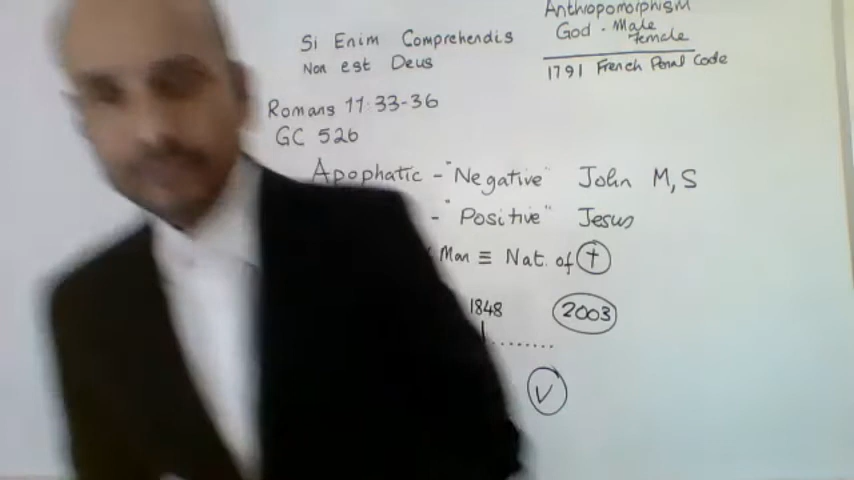 Si Enim Comprehendis
Non est Deus
Anthropomorphism
God - Male
Female
1791 French Penal Code
Romans 11:33-36
GC 526
Apophatic - "Negative" John M, S
- "Positive" Jesus
Man ≡ Nat. of †
1848 2003
V